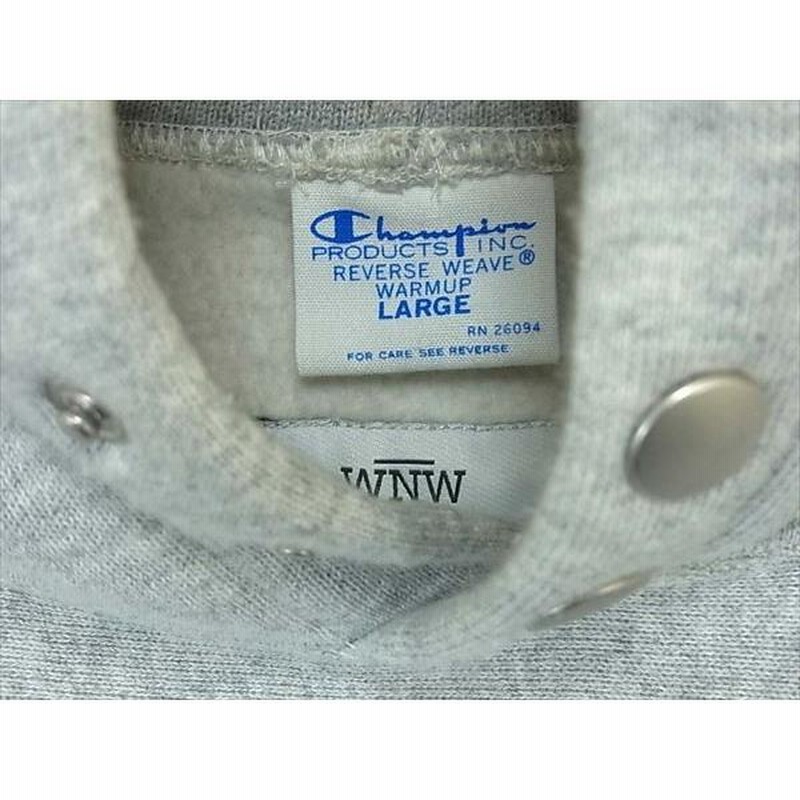 Champion
PRODUCTS INC.
REVERSE WEAVE®
WARMUP
LARGE
RN 26094
FOR CARE SEE REVERSE
WNW